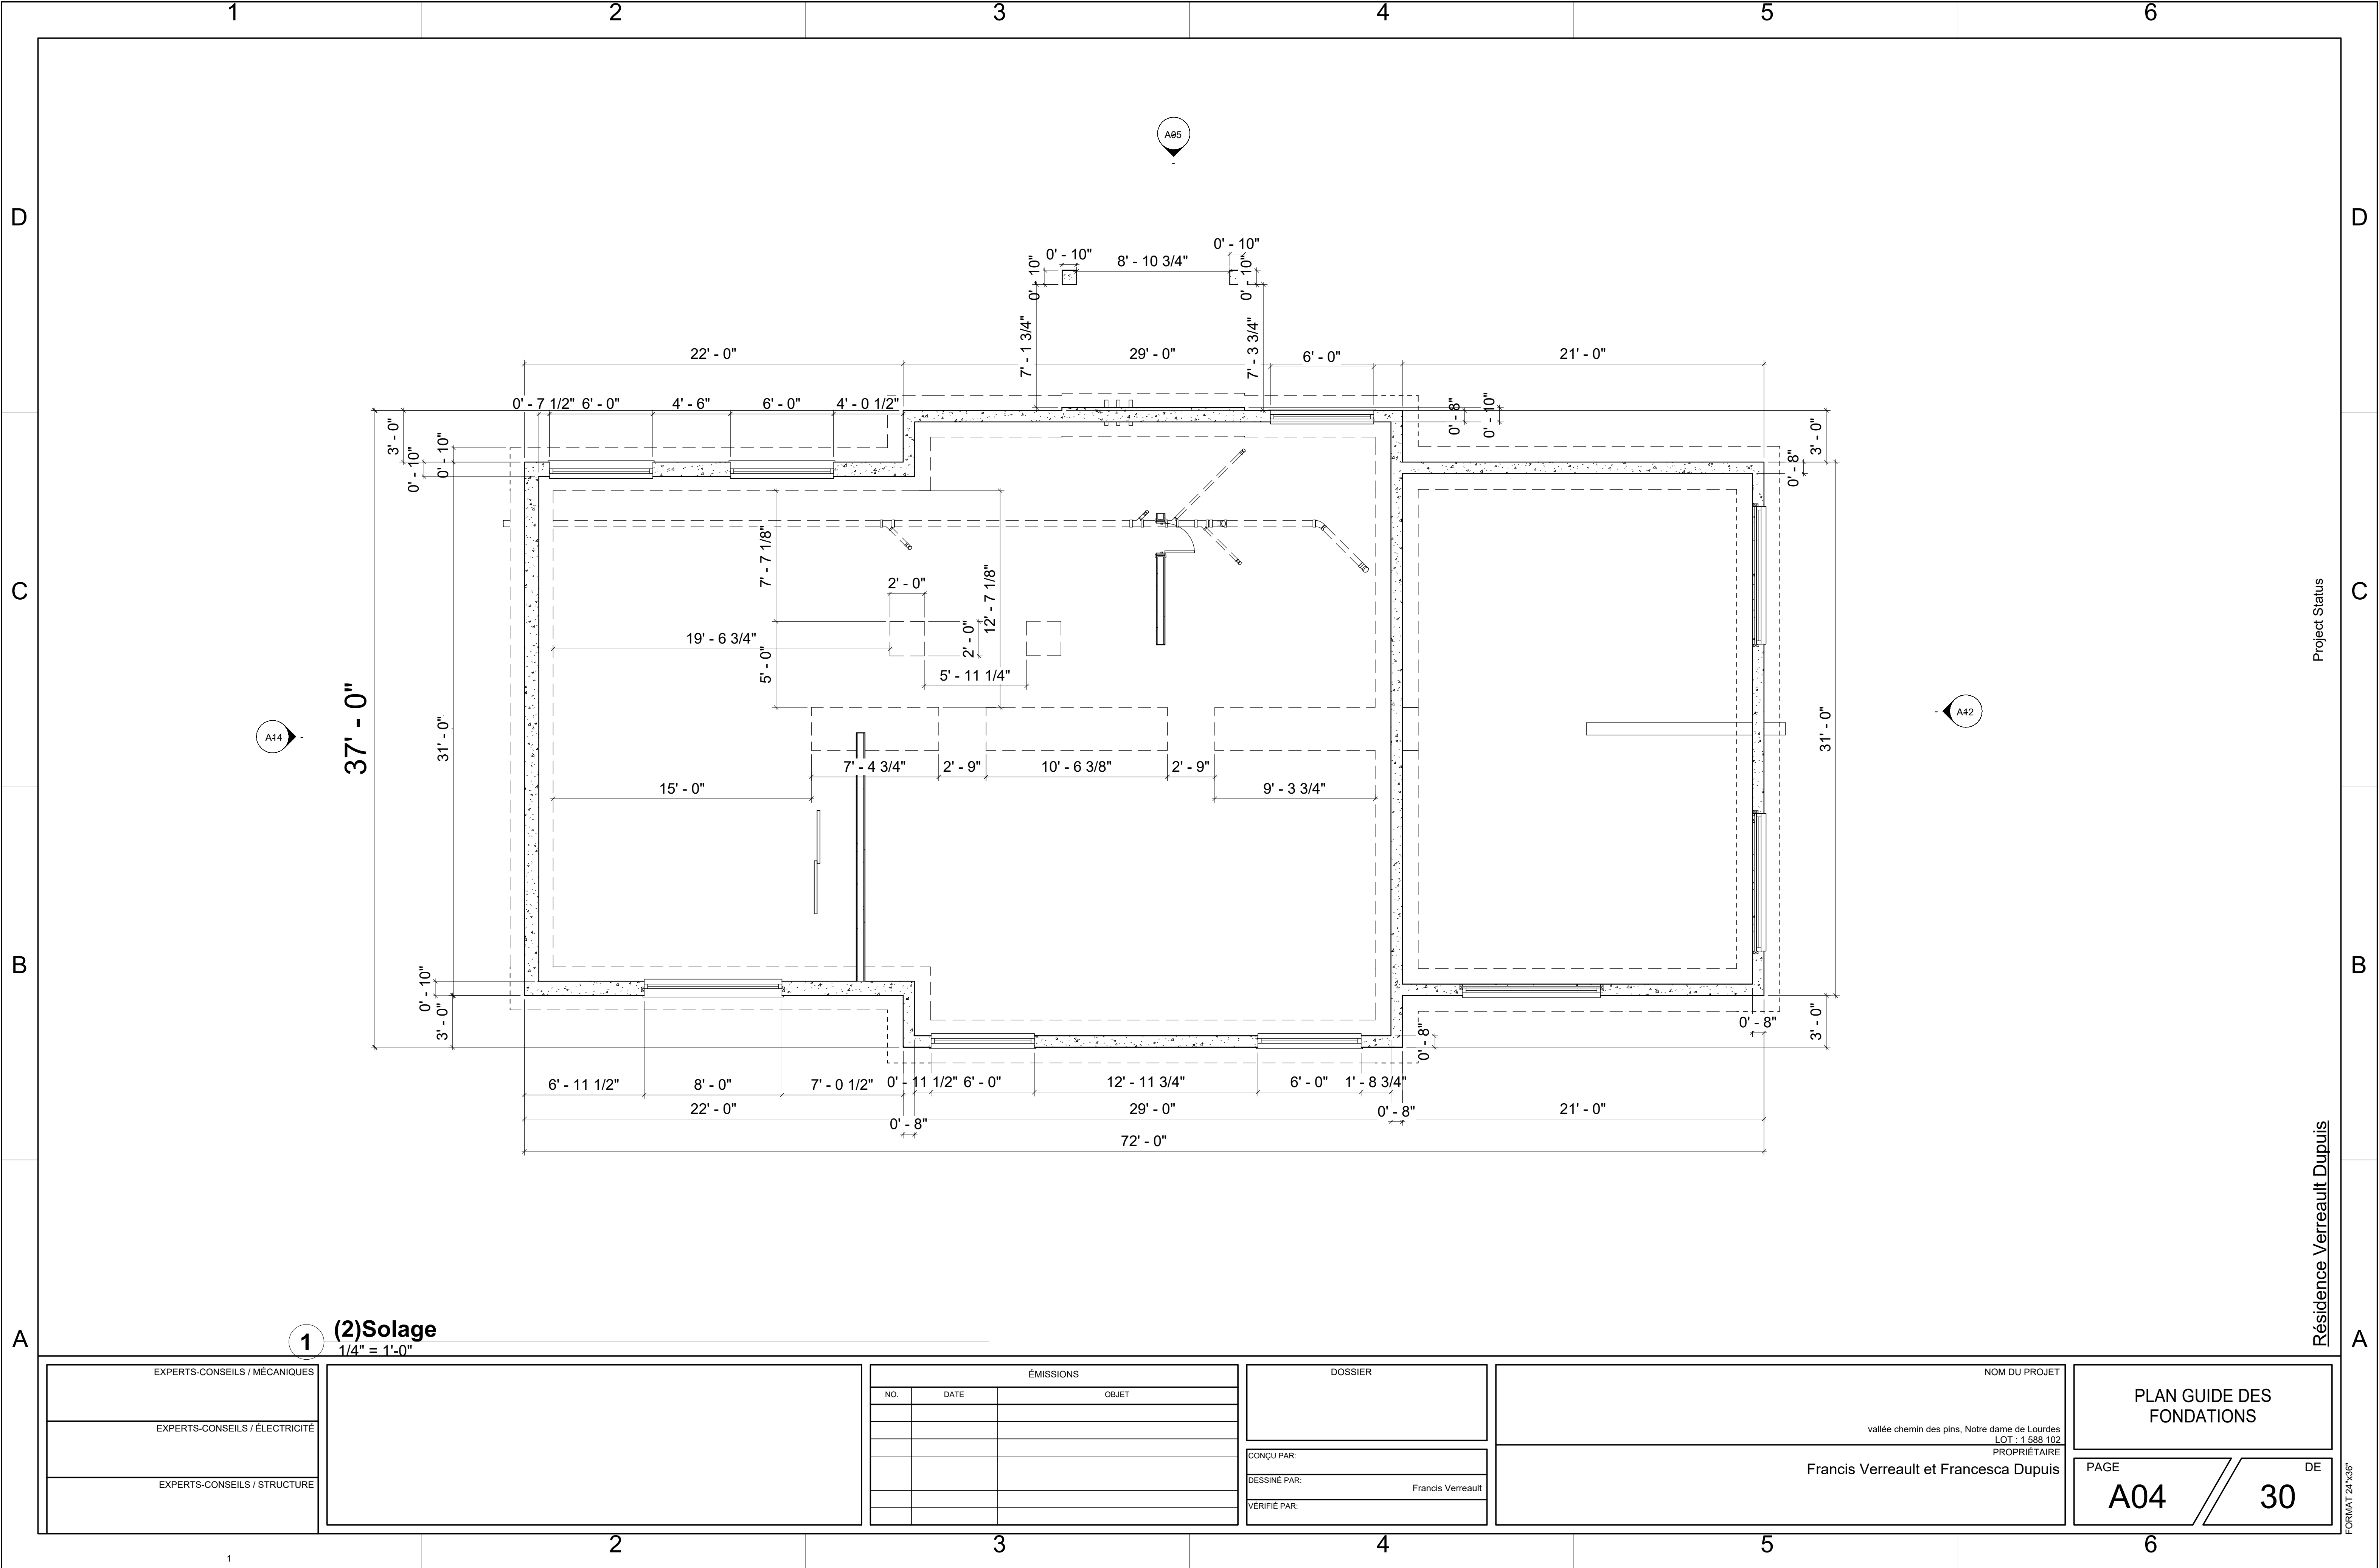 1 2 3 4 5 6
A05
-
D D
0' - 10" 8' - 10 3/4" 0' - 10"
0' - 10" 0' - 10"
7' - 1 3/4" 7' - 3 3/4"
22' - 0" 29' - 0" 6' - 0" 21' - 0"
0' - 7 1/2" 6' - 0" 4' - 6" 6' - 0" 4' - 0 1/2"
0' - 8" 0' - 10"
3' - 0" 0' - 10" 0' - 10"
3' - 0" 0' - 8"
7' - 7 1/8" 12' - 7 1/8"
C C
2' - 0"
2' - 0"
19' - 6 3/4"
5' - 0"
5' - 11 1/4"
Project Status
37' - 0" 31' - 0" 31' - 0"
A14 - - A12
7' - 4 3/4" 2' - 9" 10' - 6 3/8" 2' - 9"
15' - 0" 9' - 3 3/4"
B B
0' - 10" 3' - 0"
0' - 8" 0' - 8" 3' - 0"
6' - 11 1/2" 8' - 0" 7' - 0 1/2" 0' - 11 1/2" 6' - 0" 12' - 11 3/4" 6' - 0" 1' - 8 3/4"
22' - 0" 29' - 0" 21' - 0"
0' - 8" 0' - 8"
72' - 0"
Résidence Verreault Dupuis
A A
1 (2)Solage
1/4" = 1'-0"
EXPERTS-CONSEILS / MÉCANIQUES
EXPERTS-CONSEILS / ÉLECTRICITÉ
EXPERTS-CONSEILS / STRUCTURE
ÉMISSIONS
NO. DATE OBJET
DOSSIER
CONÇU PAR:
DESSINÉ PAR:
Francis Verreault
VÉRIFIÉ PAR:
NOM DU PROJET
vallée chemin des pins, Notre dame de Lourdes
LOT : 1 588 102
PROPRIÉTAIRE
Francis Verreault et Francesca Dupuis
PLAN GUIDE DES
FONDATIONS
PAGE DE
A04 30
FORMAT 24"x36"
1 2 3 4 5 6